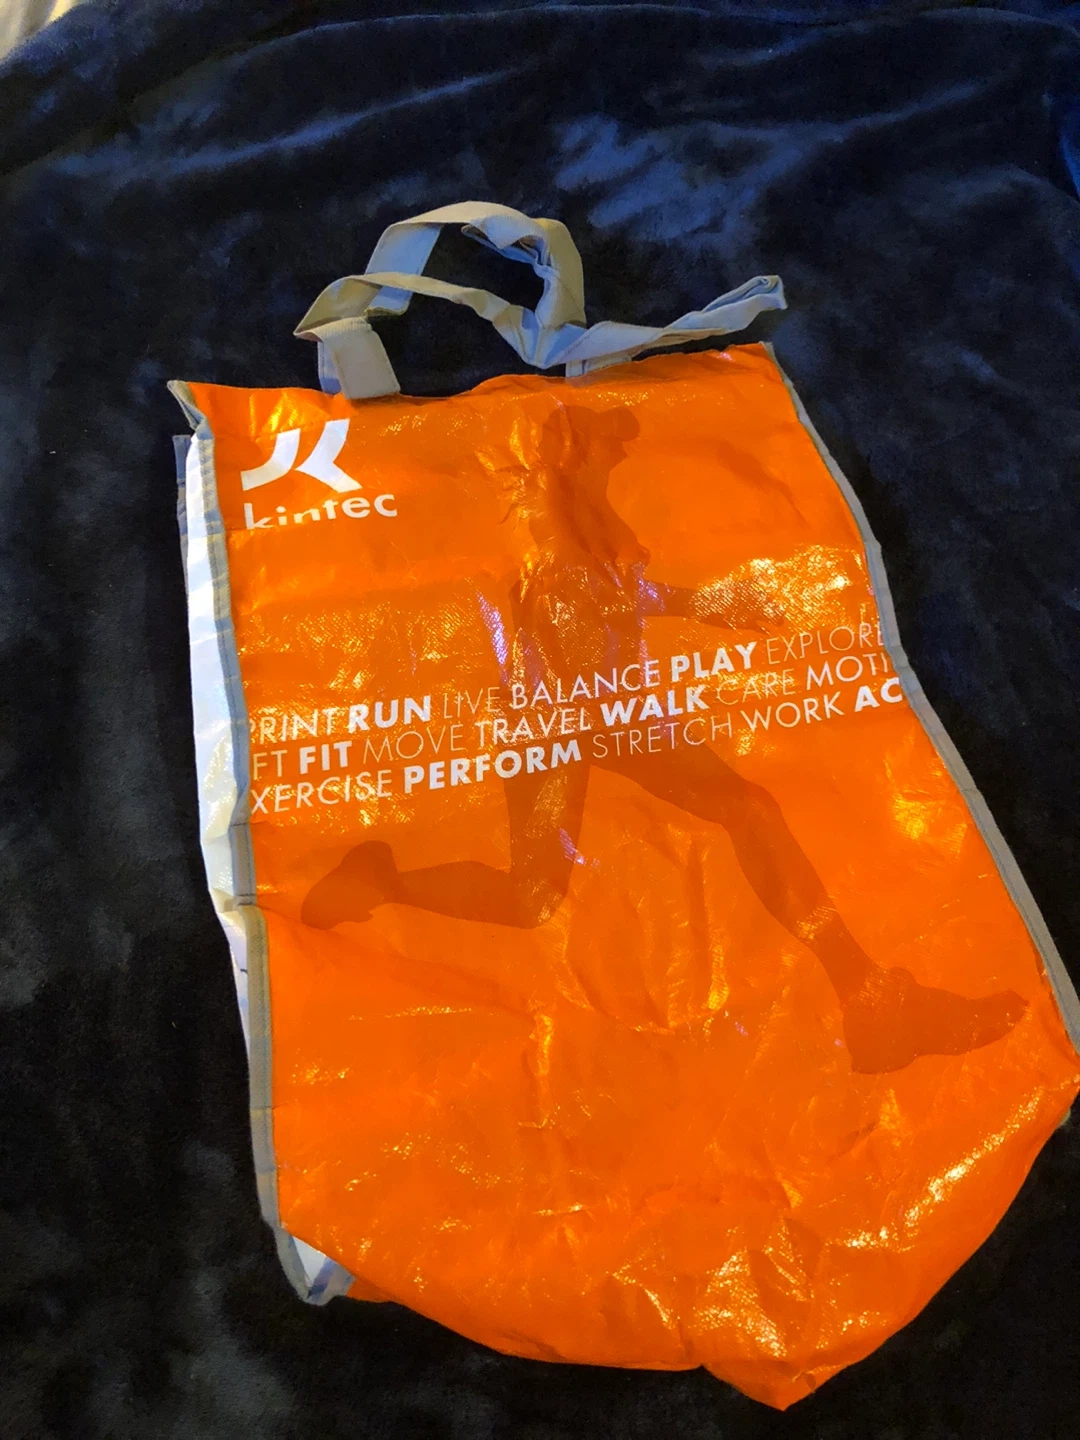 kintec
PRINT RUN LIVE BALANCE PLAY EXPLORE
FT FIT MOVE TRAVEL WALK CARE MOTI
XERCISE PERFORM STRETCH WORK AC